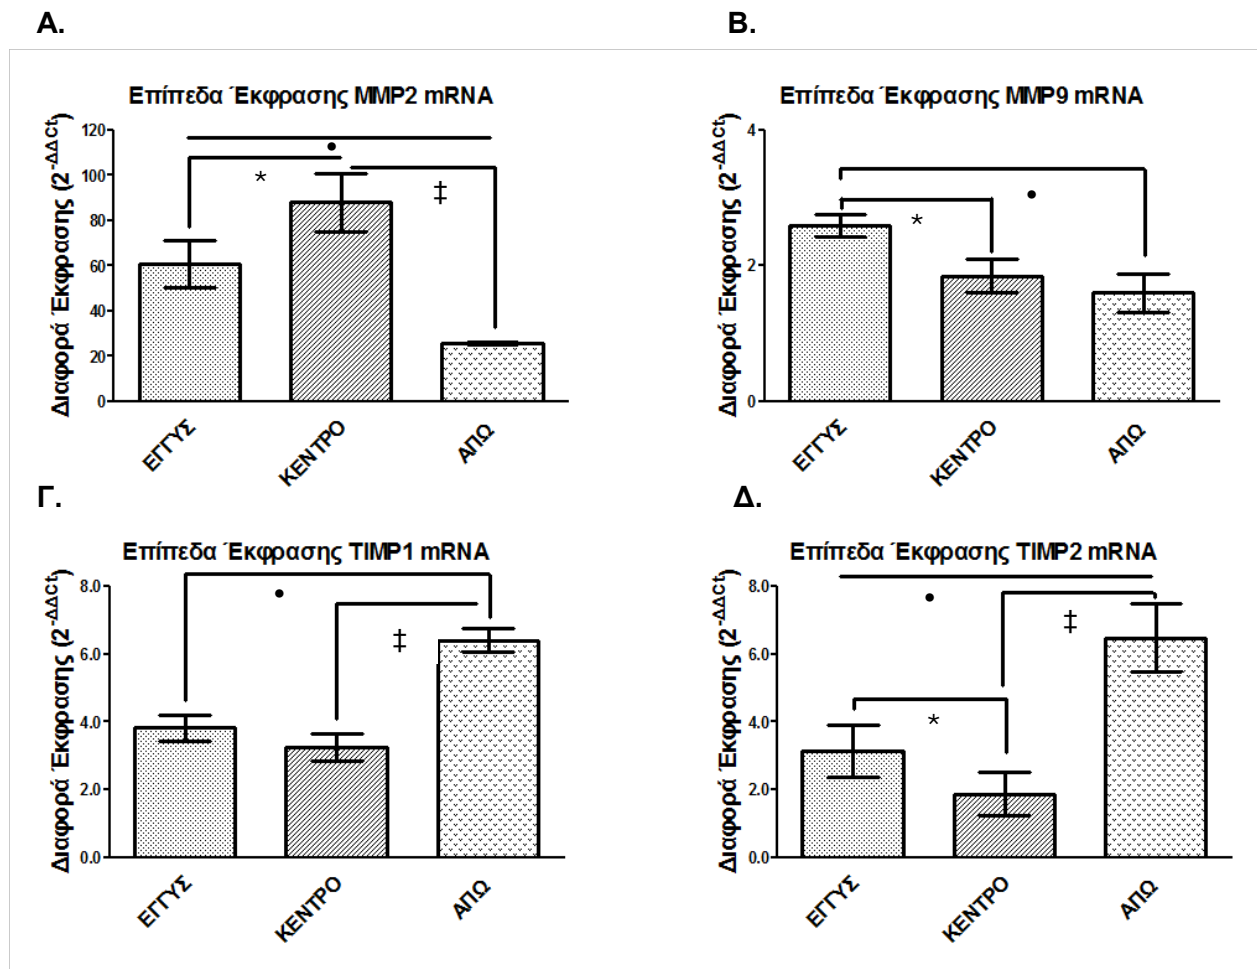 Α.
Επίπεδα Έκφρασης MMP2 mRNA
Διαφορά Έκφρασης (2^-ΔΔCt)
120
100
80
60
40
20
0
•
*
‡
ΕΓΓΥΣ
ΚΕΝΤΡΟ
ΑΠΩ
Β.
Επίπεδα Έκφρασης MMP9 mRNA
Διαφορά Έκφρασης (2^-ΔΔCt)
4
2
0
*
•
ΕΓΓΥΣ
ΚΕΝΤΡΟ
ΑΠΩ
Γ.
Επίπεδα Έκφρασης TIMP1 mRNA
Διαφορά Έκφρασης (2^-ΔΔCt)
8.0
6.0
4.0
2.0
0.0
•
‡
ΕΓΓΥΣ
ΚΕΝΤΡΟ
ΑΠΩ
Δ.
Επίπεδα Έκφρασης TIMP2 mRNA
Διαφορά Έκφρασης (2^-ΔΔCt)
8.0
6.0
4.0
2.0
0.0
•
‡
*
ΕΓΓΥΣ
ΚΕΝΤΡΟ
ΑΠΩ